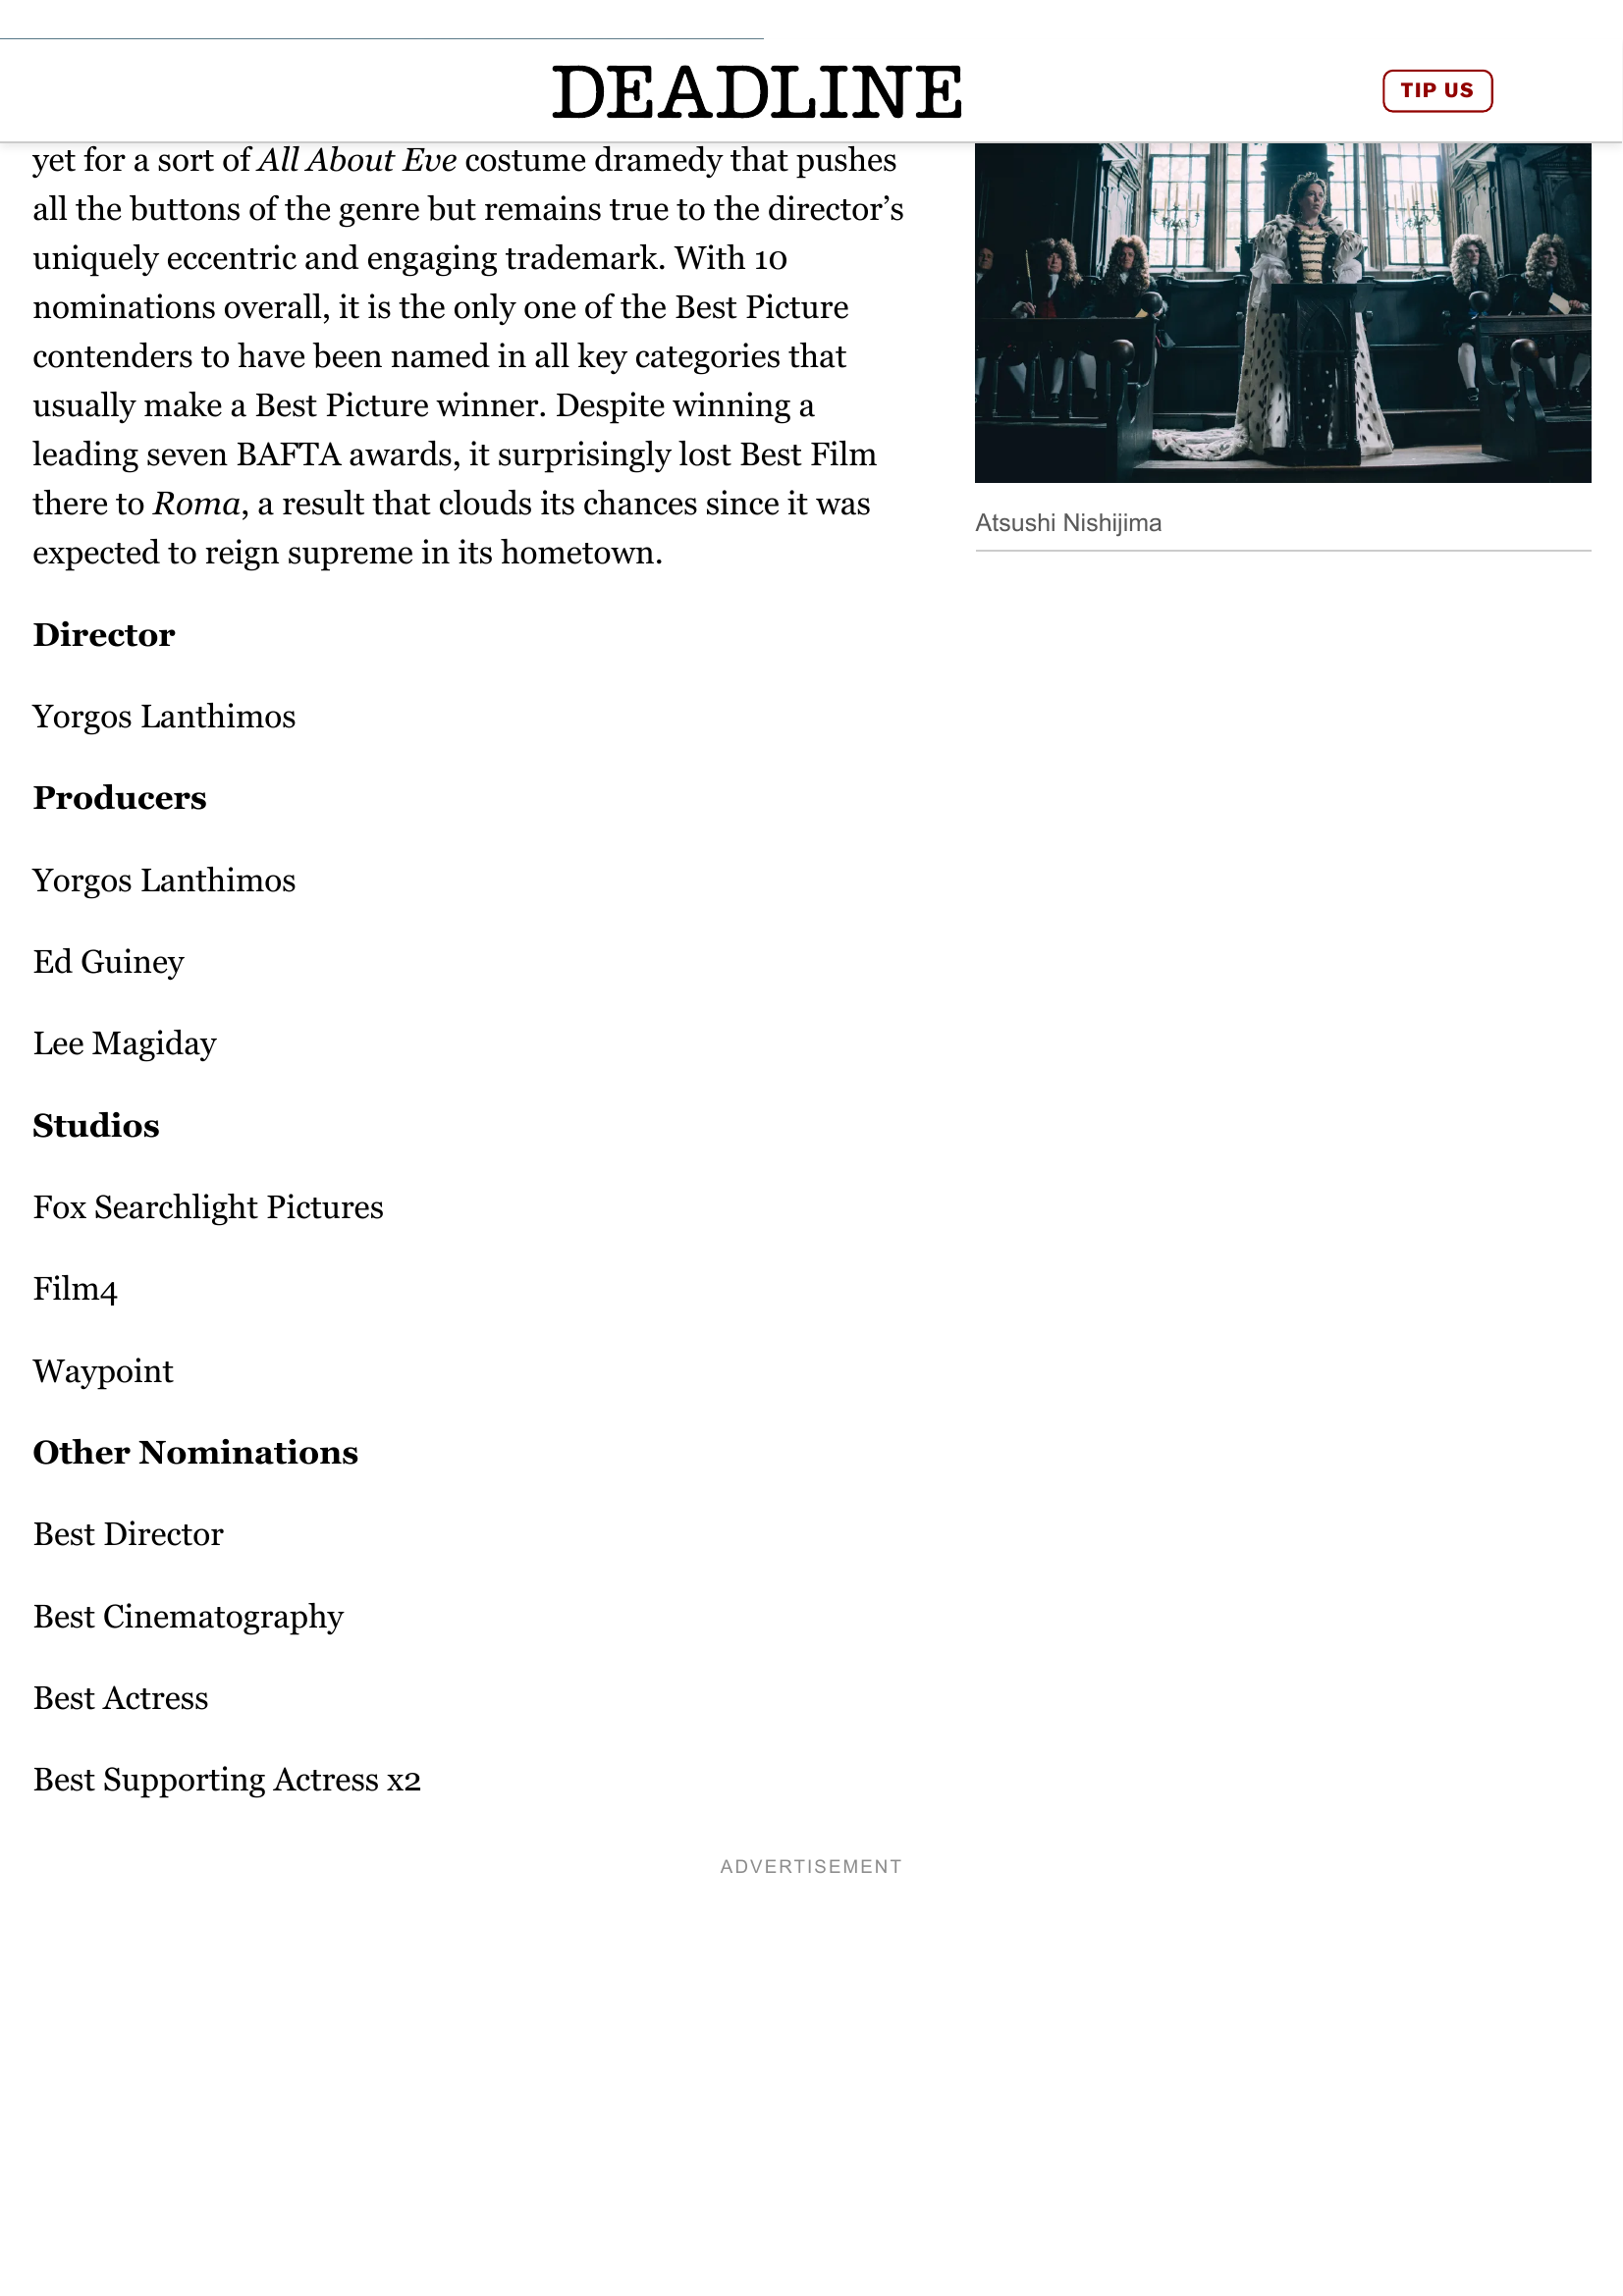 DEADLINE
TIP US
yet for a sort of All About Eve costume dramedy that pushes
all the buttons of the genre but remains true to the director’s
uniquely eccentric and engaging trademark. With 10
nominations overall, it is the only one of the Best Picture
contenders to have been named in all key categories that
usually make a Best Picture winner. Despite winning a
leading seven BAFTA awards, it surprisingly lost Best Film
there to Roma, a result that clouds its chances since it was
expected to reign supreme in its hometown.
Atsushi Nishijima
Director
Yorgos Lanthimos
Producers
Yorgos Lanthimos
Ed Guiney
Lee Magiday
Studios
Fox Searchlight Pictures
Film4
Waypoint
Other Nominations
Best Director
Best Cinematography
Best Actress
Best Supporting Actress x2
ADVERTISEMENT